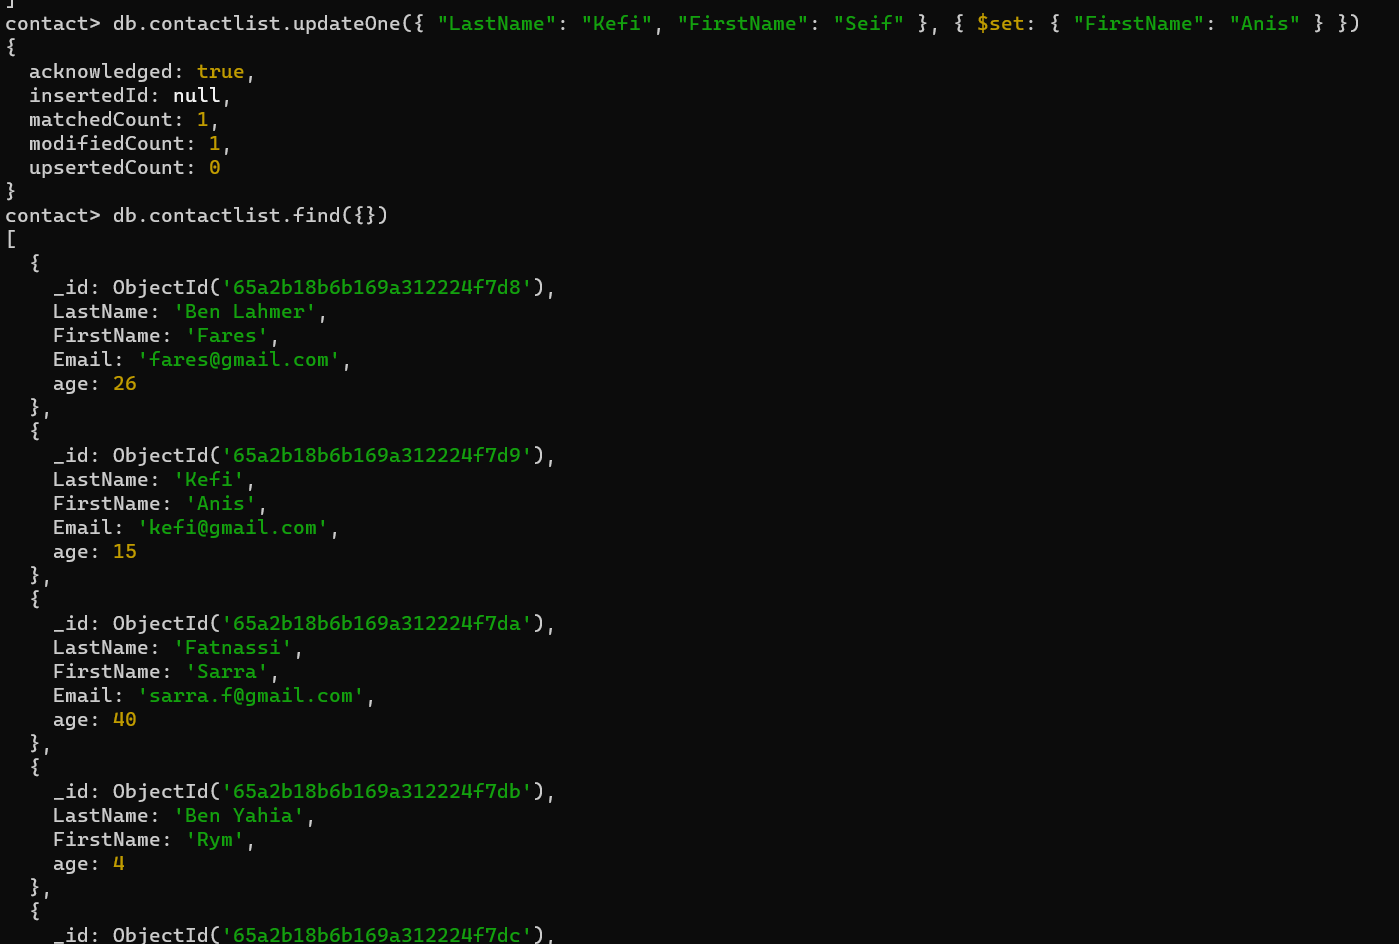 ]
contact> db.contactlist.updateOne({ "LastName": "Kefi", "FirstName": "Seif" }, { $set: { "FirstName": "Anis" } })
{
  acknowledged: true,
  insertedId: null,
  matchedCount: 1,
  modifiedCount: 1,
  upsertedCount: 0
}
contact> db.contactlist.find({})
[
  {
    _id: ObjectId('65a2b18b6b169a312224f7d8'),
    LastName: 'Ben Lahmer',
    FirstName: 'Fares',
    Email: 'fares@gmail.com',
    age: 26
  },
  {
    _id: ObjectId('65a2b18b6b169a312224f7d9'),
    LastName: 'Kefi',
    FirstName: 'Anis',
    Email: 'kefi@gmail.com',
    age: 15
  },
  {
    _id: ObjectId('65a2b18b6b169a312224f7da'),
    LastName: 'Fatnassi',
    FirstName: 'Sarra',
    Email: 'sarra.f@gmail.com',
    age: 40
  },
  {
    _id: ObjectId('65a2b18b6b169a312224f7db'),
    LastName: 'Ben Yahia',
    FirstName: 'Rym',
    age: 4
  },
  {
    _id: ObjectId('65a2b18b6b169a312224f7dc'),